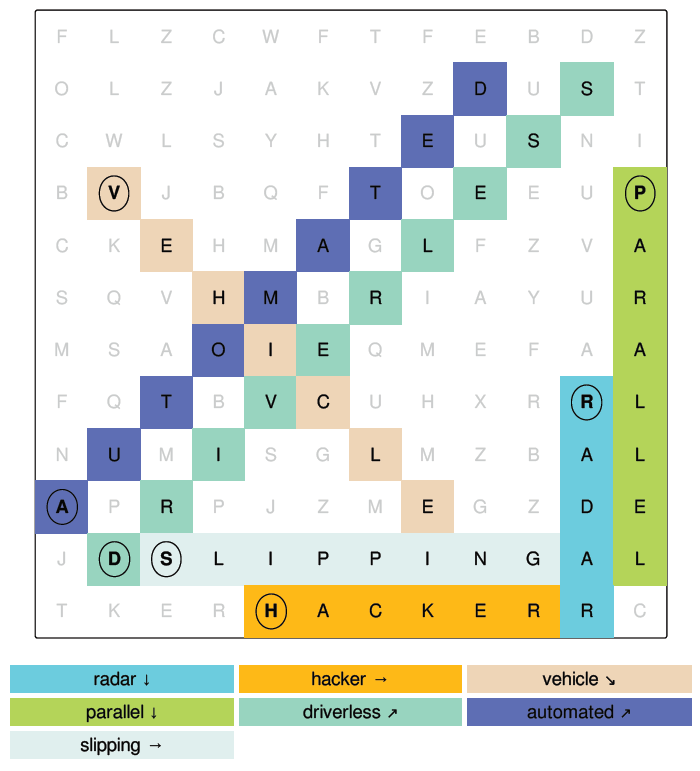 F L Z C W F T F E B D Z
O L Z J A K V Z D U S T
C W L S Y H T E U S N I
B V J B Q F T O E E U P
C K E H M A G L F Z V A
S Q V H M B R I A Y U R
M S A O I E Q M E F A A
F Q T B V C U H X R R L
N U M I S G L M Z B A L
A P R P J Z M E G Z D E
J D S L I P P I N G A L
T K E R H A C K E R R C
radar ↓ hacker → vehicle ↘
parallel ↓ driverless ↗ automated ↗
slipping →